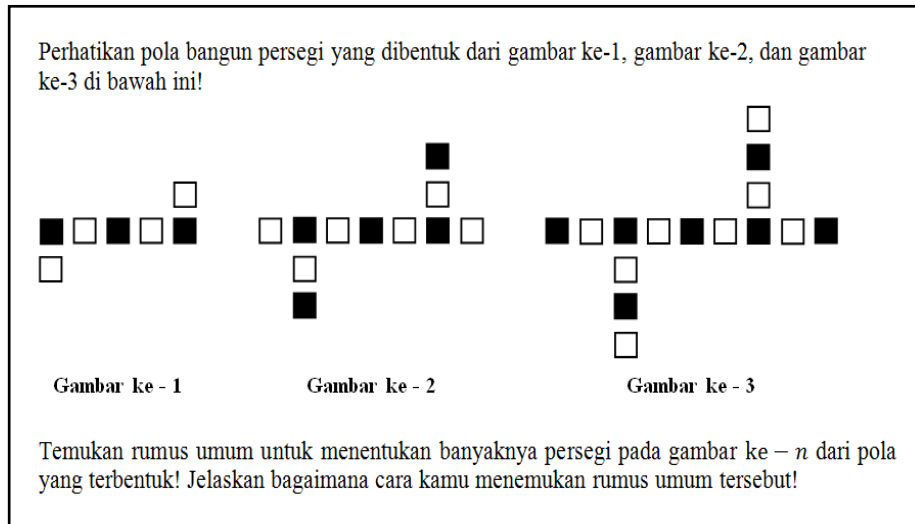 Perhatikan pola bangun persegi yang dibentuk dari gambar ke-1, gambar ke-2, dan gambar
ke-3 di bawah ini!
Gambar ke - 1
Gambar ke - 2
Gambar ke - 3
Temukan rumus umum untuk menentukan banyaknya persegi pada gambar ke − n dari pola
yang terbentuk! Jelaskan bagaimana cara kamu menemukan rumus umum tersebut!